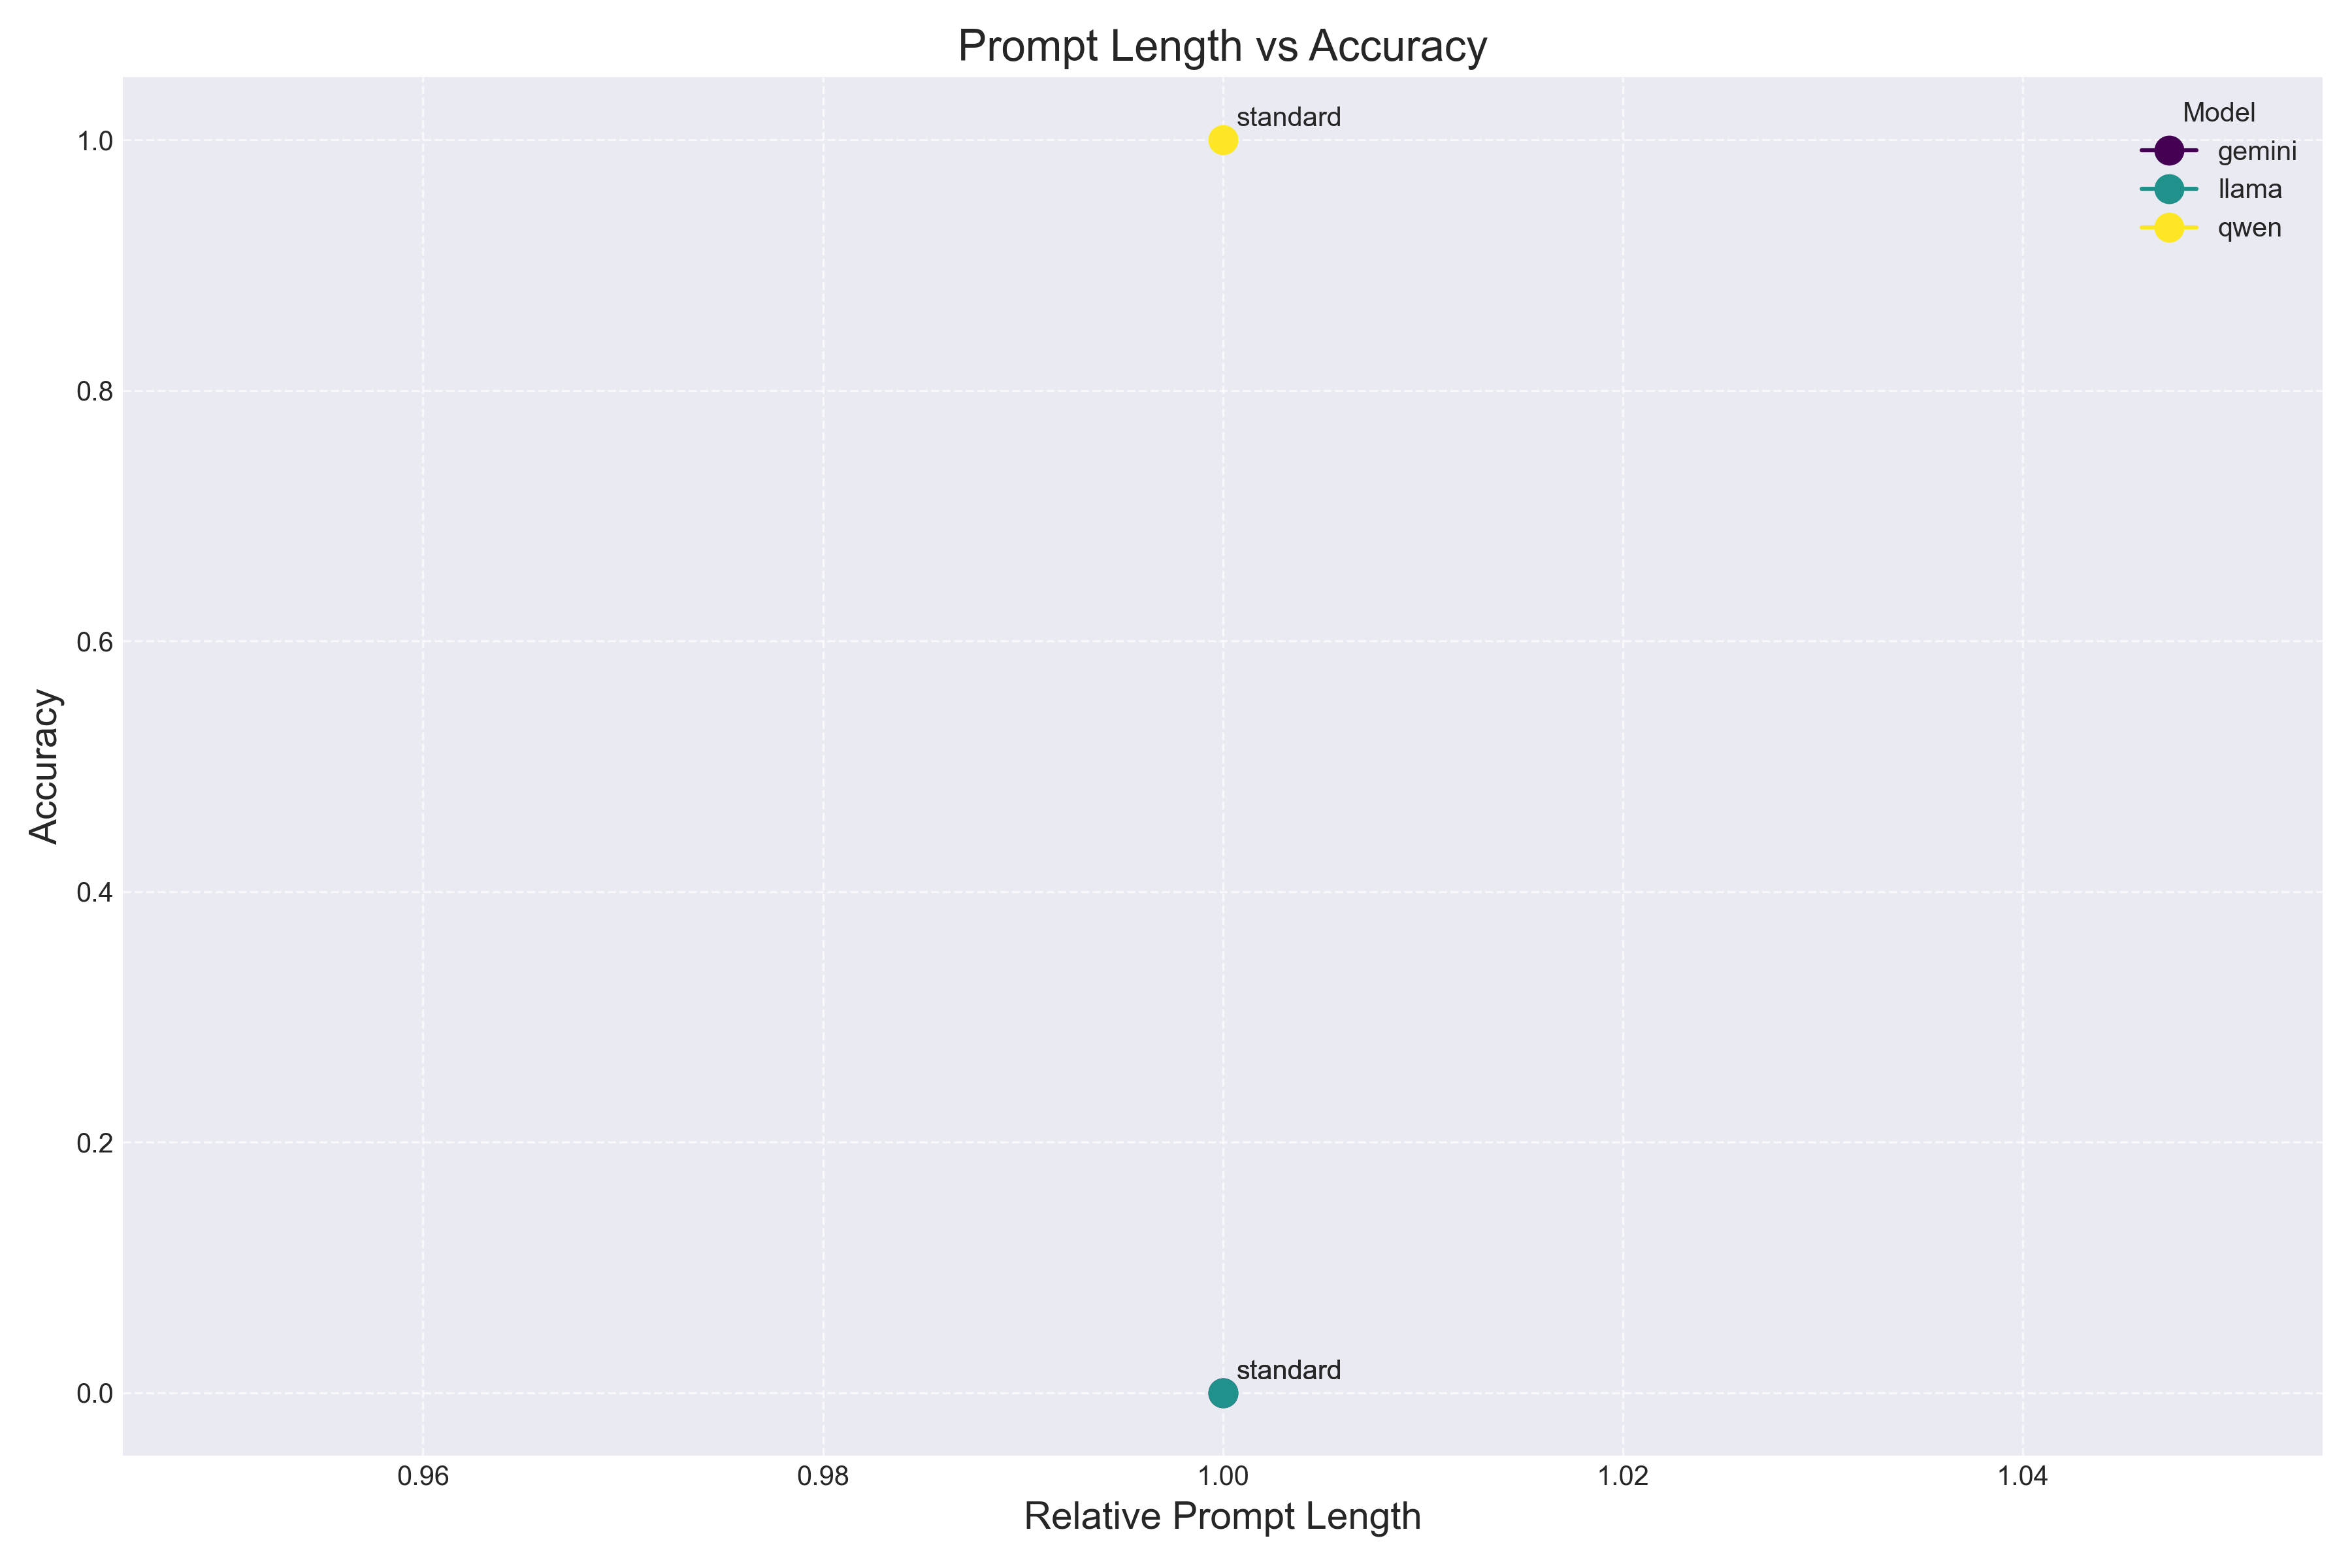 Prompt Length vs Accuracy
standard
Model
gemini
llama
qwen
1.0
0.8
0.6
0.4
0.2
0.0
Accuracy
standard
0.96
0.98
1.00
1.02
1.04
Relative Prompt Length